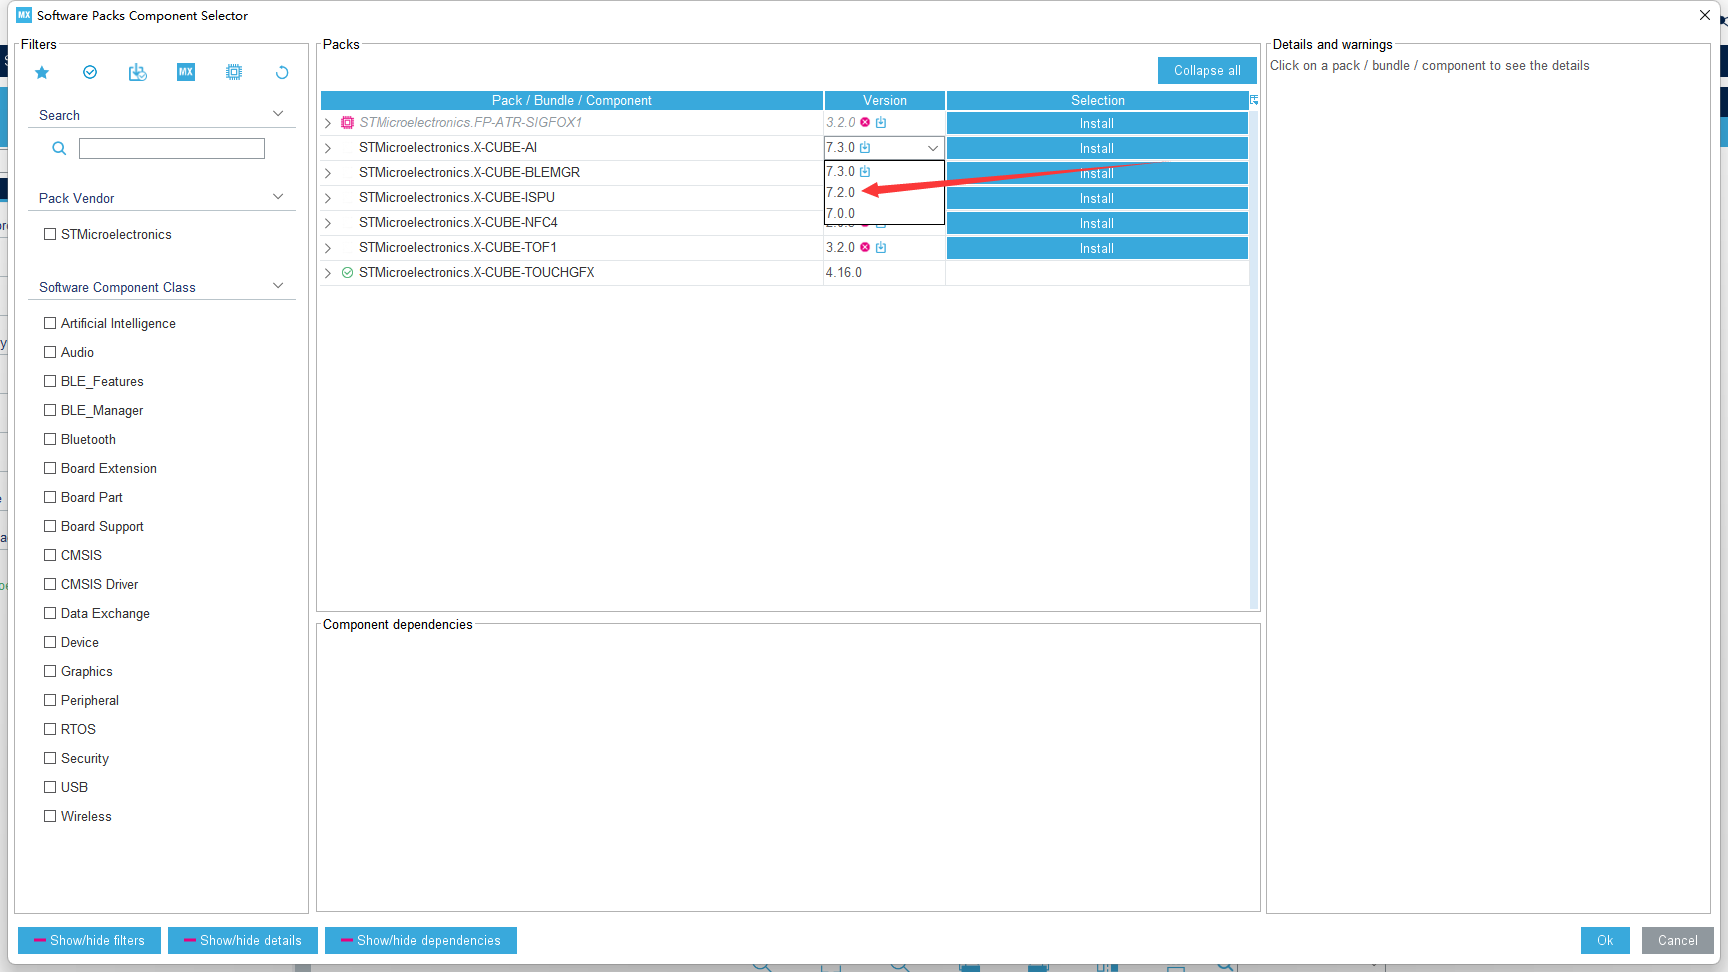 MX Software Packs Component Selector
Filters
MX
Search
Pack Vendor
STMicroelectronics
Software Component Class
Artificial Intelligence
Audio
BLE_Features
BLE_Manager
Bluetooth
Board Extension
Board Part
Board Support
CMSIS
CMSIS Driver
Data Exchange
Device
Graphics
Peripheral
RTOS
Security
USB
Wireless
Packs
Collapse all
Pack / Bundle / Component Version Selection
STMicroelectronics.FP-ATR-SIGFOX1 3.2.0 Install
STMicroelectronics.X-CUBE-AI 7.3.0 Install
STMicroelectronics.X-CUBE-BLEMGR 7.3.0 Install
STMicroelectronics.X-CUBE-ISPU 7.2.0 Install
STMicroelectronics.X-CUBE-NFC4 7.0.0 Install
STMicroelectronics.X-CUBE-TOF1 3.2.0 Install
STMicroelectronics.X-CUBE-TOUCHGFX 4.16.0
Component dependencies
Details and warnings
Click on a pack / bundle / component to see the details
Show/hide filters
Show/hide details
Show/hide dependencies
Ok
Cancel